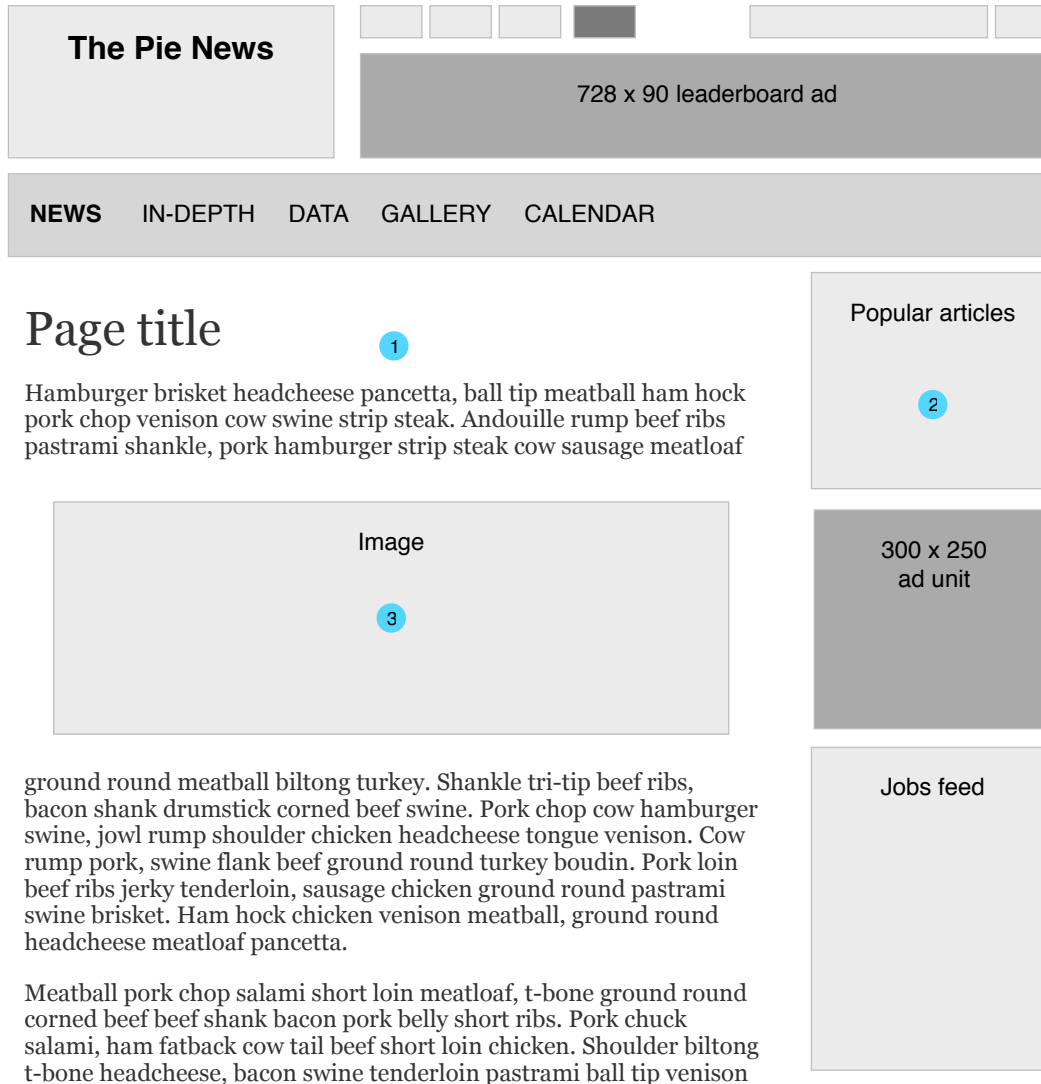 The Pie News
728 x 90 leaderboard ad
NEWS IN-DEPTH DATA GALLERY CALENDAR
Page title
1
Hamburger brisket headcheese pancetta, ball tip meatball ham hock
pork chop venison cow swine strip steak. Andouille rump beef ribs
pastrami shankle, pork hamburger strip steak cow sausage meatloaf
Image
3
ground round meatball biltong turkey. Shankle tri-tip beef ribs,
bacon shank drumstick corned beef swine. Pork chop cow hamburger
swine, jowl rump shoulder chicken headcheese tongue venison. Cow
rump pork, swine flank beef ground round turkey boudin. Pork loin
beef ribs jerky tenderloin, sausage chicken ground round pastrami
swine brisket. Ham hock chicken venison meatball, ground round
headcheese meatloaf pancetta.
Meatball pork chop salami short loin meatloaf, t-bone ground round
corned beef beef shank bacon pork belly short ribs. Pork chuck
salami, ham fatback cow tail beef short loin chicken. Shoulder biltong
t-bone headcheese, bacon swine tenderloin pastrami ball tip venison
Popular articles
2
300 x 250
ad unit
Jobs feed